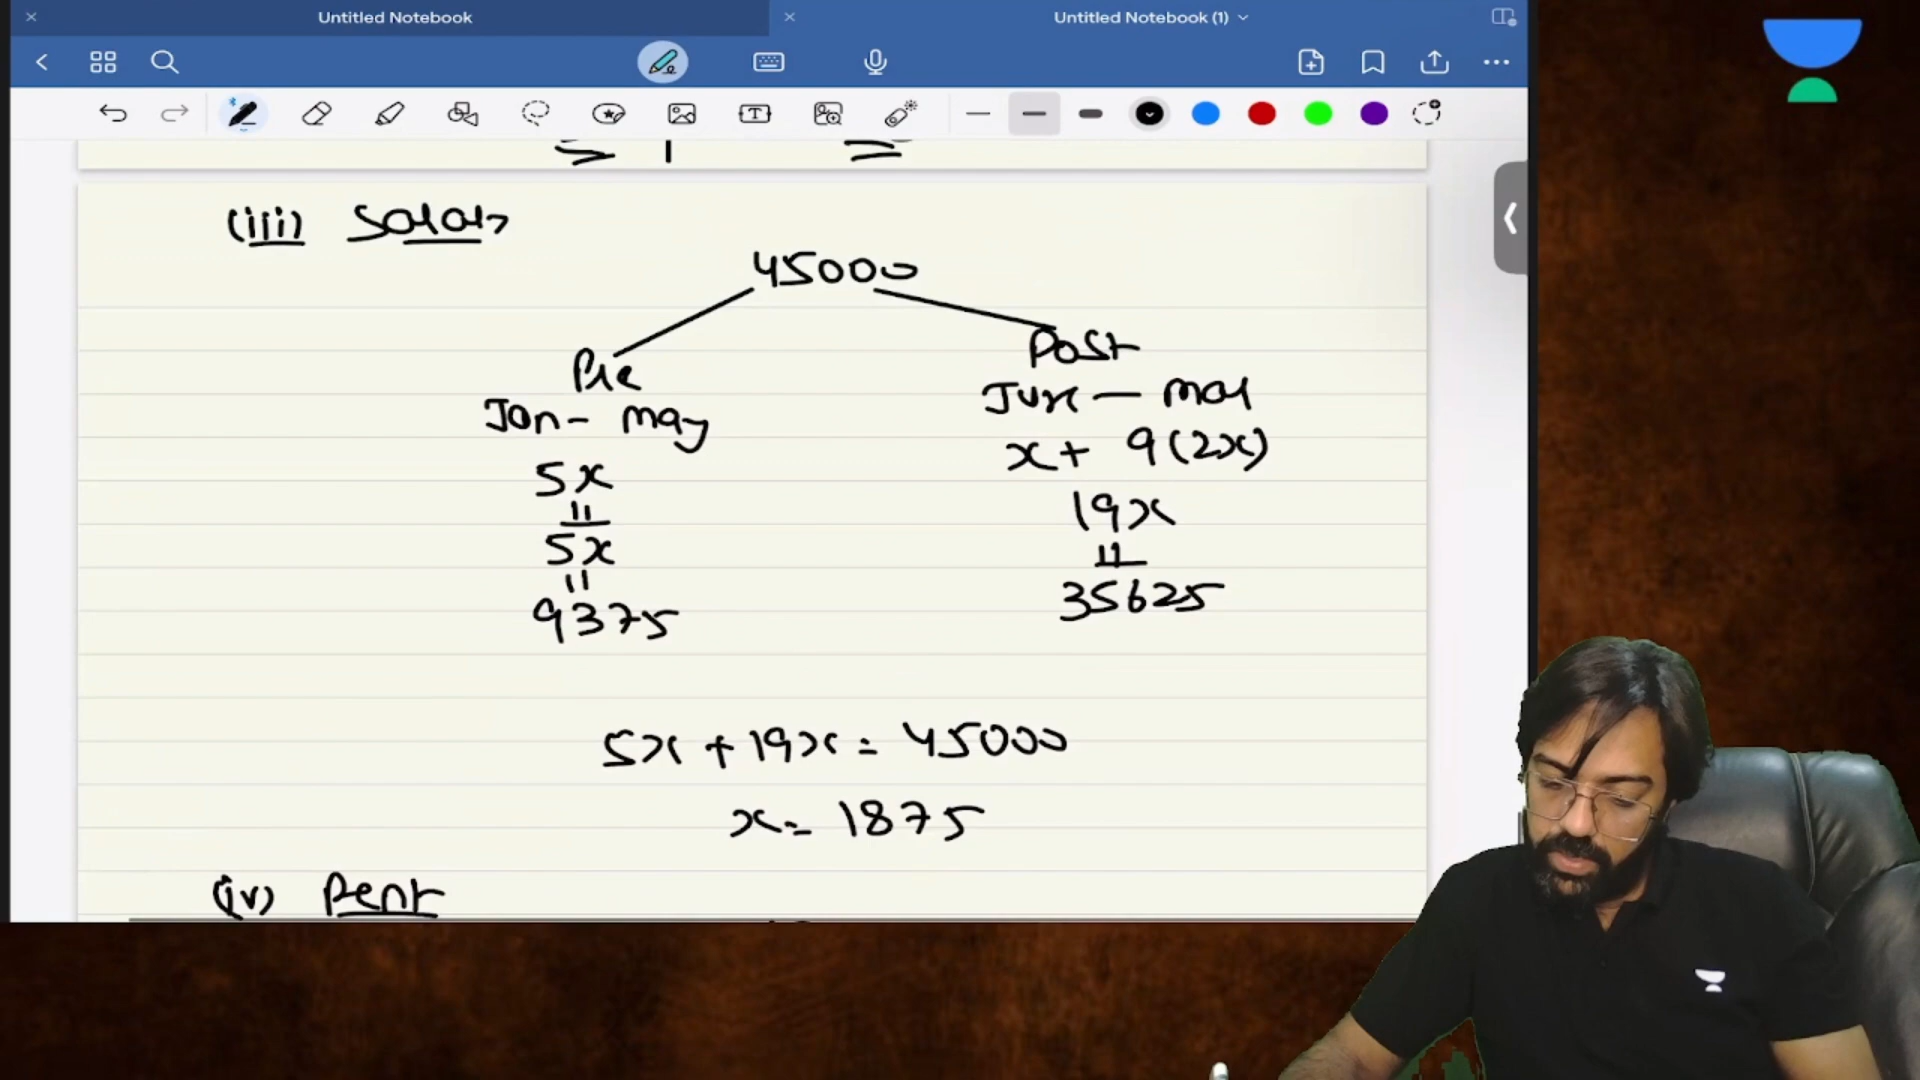 Untitled Notebook
Untitled Notebook (1)
(iii) Salary
45000
Pre
Post
Jan - may
June - mar
5x
x + 9(2x)
5x
19x
9375
35625
5x + 19x = 45000
x = 1875
(iv) Rent